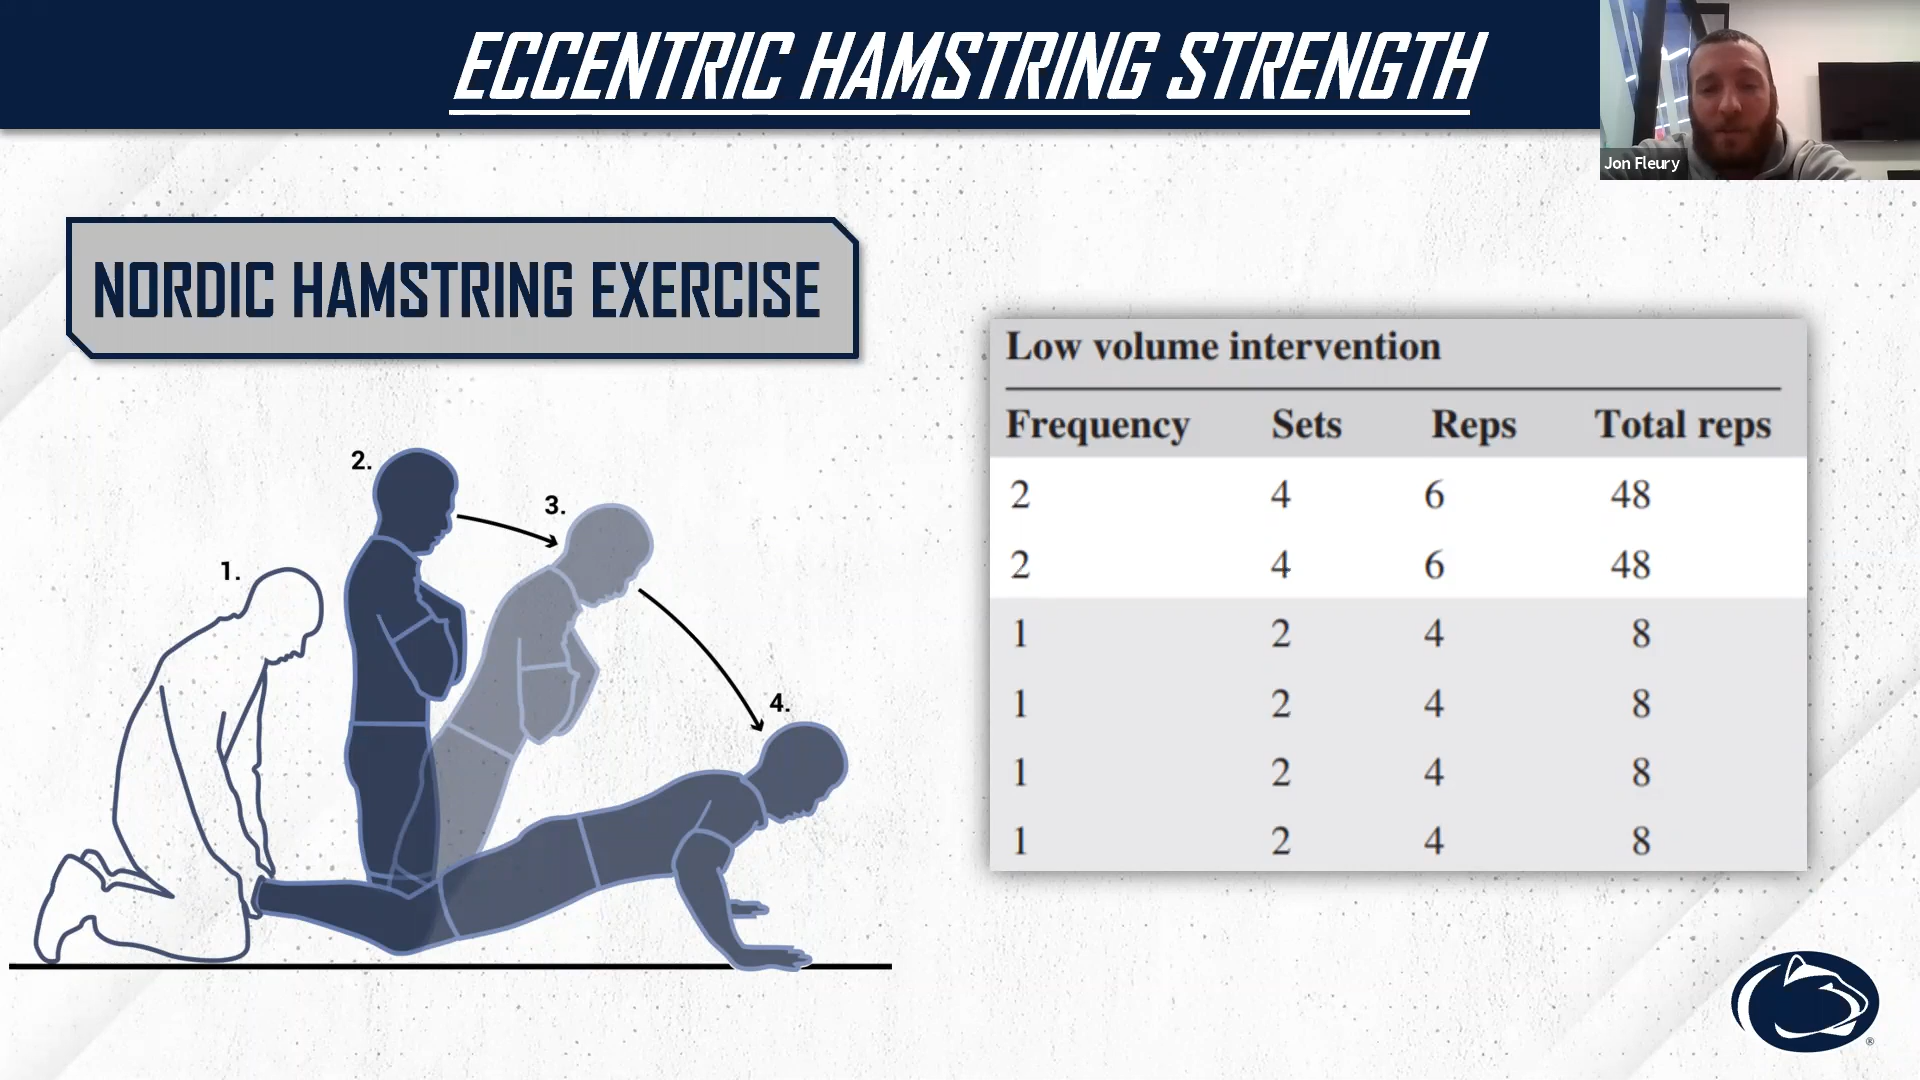 ECCENTRIC HAMSTRING STRENGTH
Jon Fleury
NORDIC HAMSTRING EXERCISE
1.
2.
3.
4.
Low volume intervention
Frequency Sets Reps Total reps
2 4 6 48
2 4 6 48
1 2 4 8
1 2 4 8
1 2 4 8
1 2 4 8
®